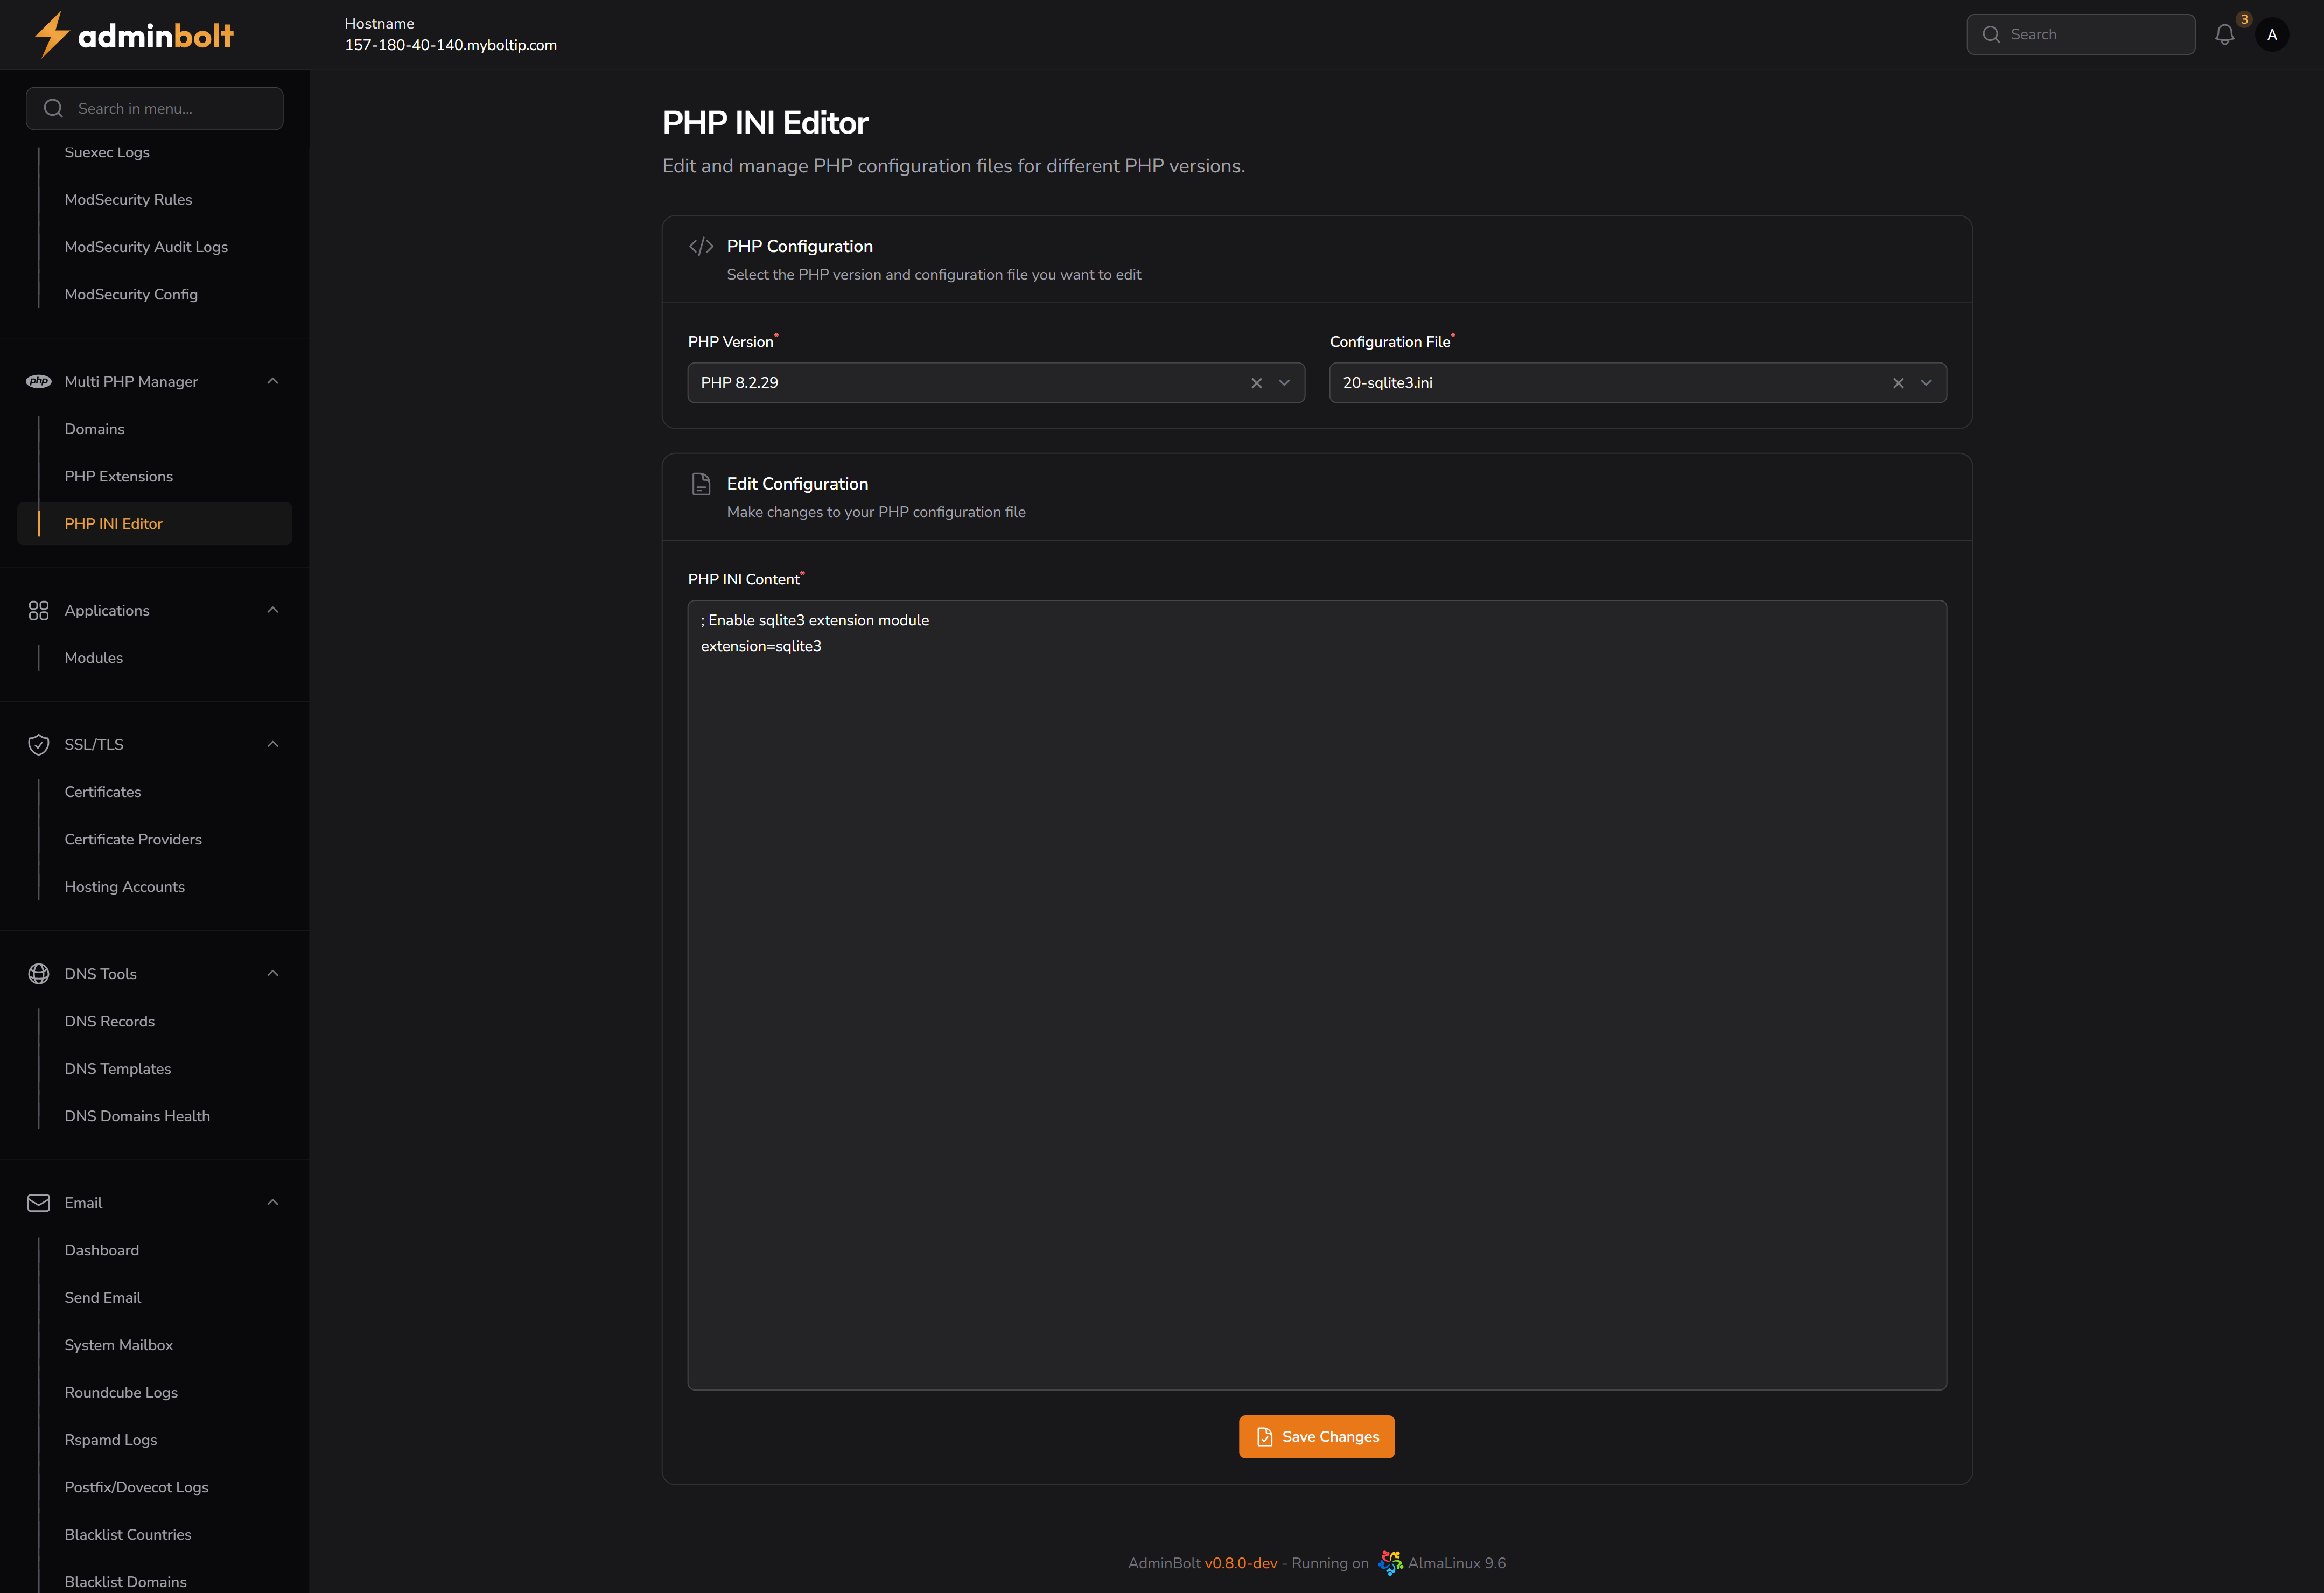 adminbolt
Hostname
157-180-40-140.myboltip.com
Search
3
A
Search in menu...
Suexec Logs
ModSecurity Rules
ModSecurity Audit Logs
ModSecurity Config
php
Multi PHP Manager
Domains
PHP Extensions
PHP INI Editor
Applications
Modules
SSL/TLS
Certificates
Certificate Providers
Hosting Accounts
DNS Tools
DNS Records
DNS Templates
DNS Domains Health
Email
Dashboard
Send Email
System Mailbox
Roundcube Logs
Rspamd Logs
Postfix/Dovecot Logs
Blacklist Countries
Blacklist Domains
PHP INI Editor
Edit and manage PHP configuration files for different PHP versions.
PHP Configuration
Select the PHP version and configuration file you want to edit
PHP Version*
PHP 8.2.29
Configuration File*
20-sqlite3.ini
Edit Configuration
Make changes to your PHP configuration file
PHP INI Content*
; Enable sqlite3 extension module
extension=sqlite3
Save Changes
AdminBolt v0.8.0-dev - Running on AlmaLinux 9.6